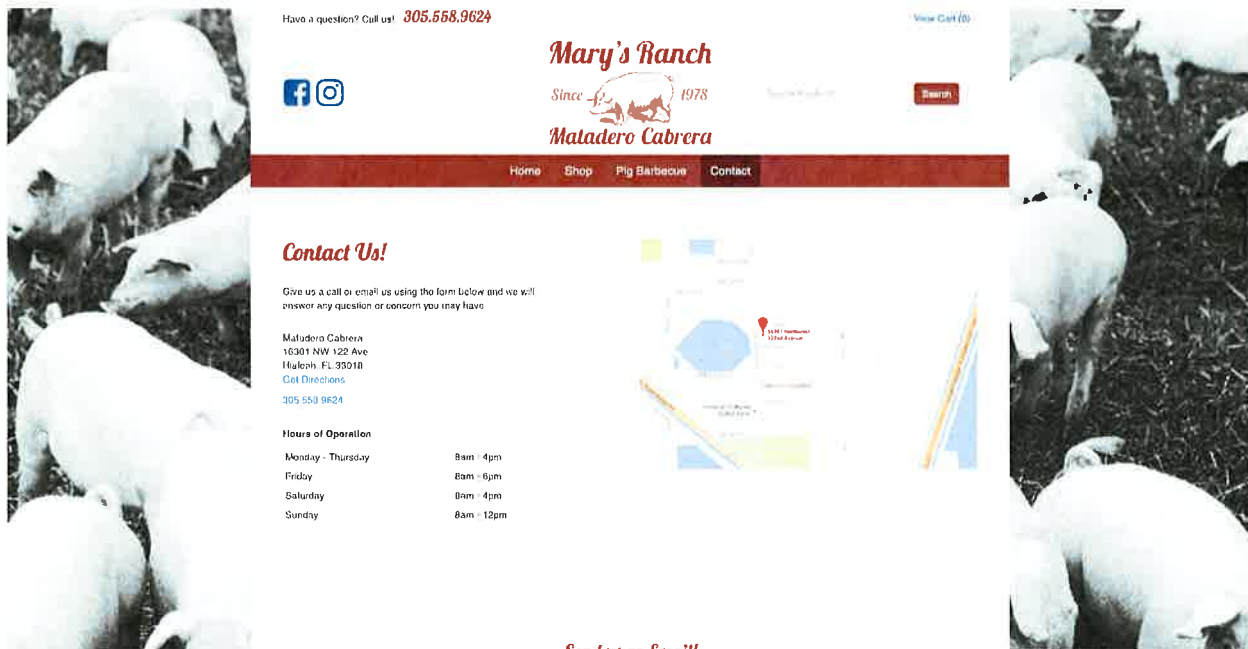 Have a question? Call us! 305.558.9624
View Cart (0)
Mary's Ranch
Since 1978
Matadero Cabrera
Search
Home Shop Pig Barbecue Contact
Contact Us!
Give us a call or email us using the form below and we will
answer any question or concern you may have
Matadero Cabrera
16301 NW 122 Ave
Hialeah, FL 33018
Get Directions
305 558 9624
Hours of Operation
Monday - Thursday 8am - 4pm
Friday 8am - 6pm
Saturday 8am - 4pm
Sunday 8am - 12pm